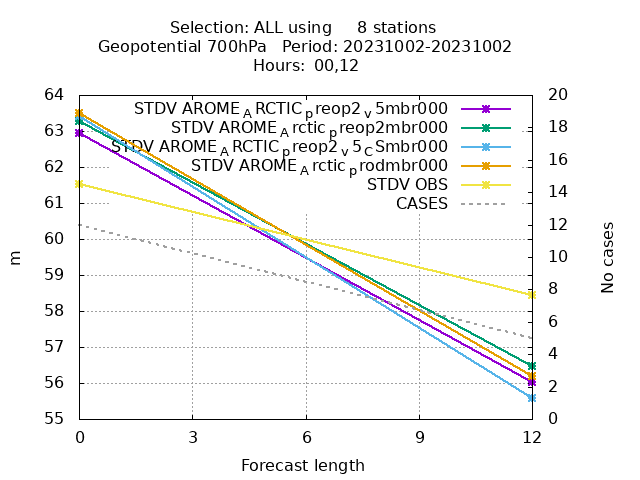 Selection: ALL using     8 stations
Geopotential 700hPa   Period: 20231002-20231002
Hours:  00,12
STDV AROME_ARCTIC_preop2_v5mbr000
STDV AROME_Arctic_preop2mbr000
STDV AROME_ARCTIC_preop2_v5_CSmbr000
STDV AROME_Arctic_prodmbr000
STDV OBS
CASES
64
63
62
61
60
59
58
57
56
55
m
20
18
16
14
12
10
8
6
4
2
0
No cases
0 3 6 9 12
Forecast length